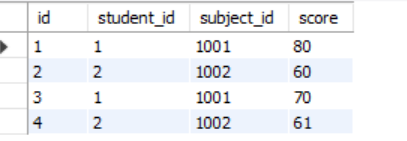 id student_id subject_id score
1 1 1001 80
2 2 1002 60
3 1 1001 70
4 2 1002 61